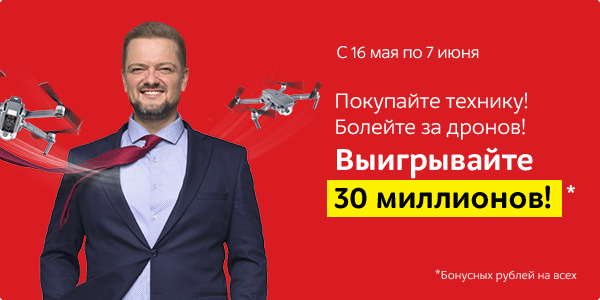 С 16 мая по 7 июня
Покупайте технику!
Болейте за дронов!
Выигрывайте
30 миллионов! *
*Бонусных рублей на всех